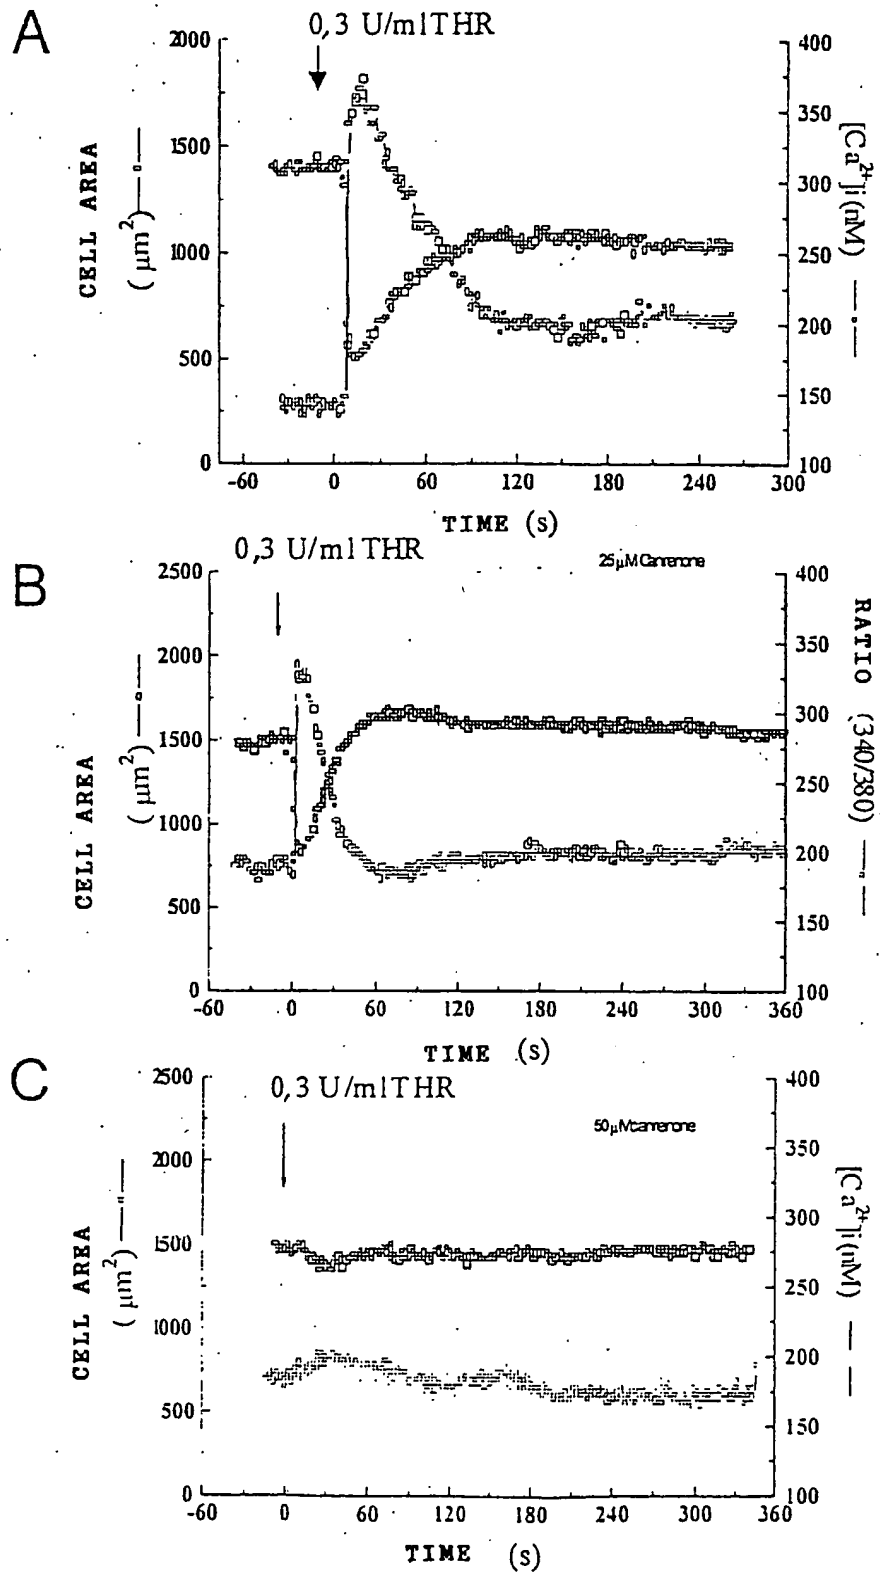 A
0,3 U/ml THR
2000
1500
1000
500
0
CELL AREA
(μm²)
400
350
300
250
200
150
100
[Ca²⁺]i (nM)
-60 0 60 120 180 240 300
TIME (s)
B
0,3 U/ml THR
25 μM Canrenone
2500
2000
1500
1000
500
0
CELL AREA
(μm²)
400
350
300
250
200
150
100
RATIO (340/380)
-60 0 60 120 180 240 300 360
TIME (s)
C
0,3 U/ml THR
50 μM canrenone
2500
2000
1500
1000
500
0
CELL AREA
(μm²)
400
350
300
250
200
150
100
[Ca²⁺]i (nM)
-60 0 60 120 180 240 300 360
TIME (s)